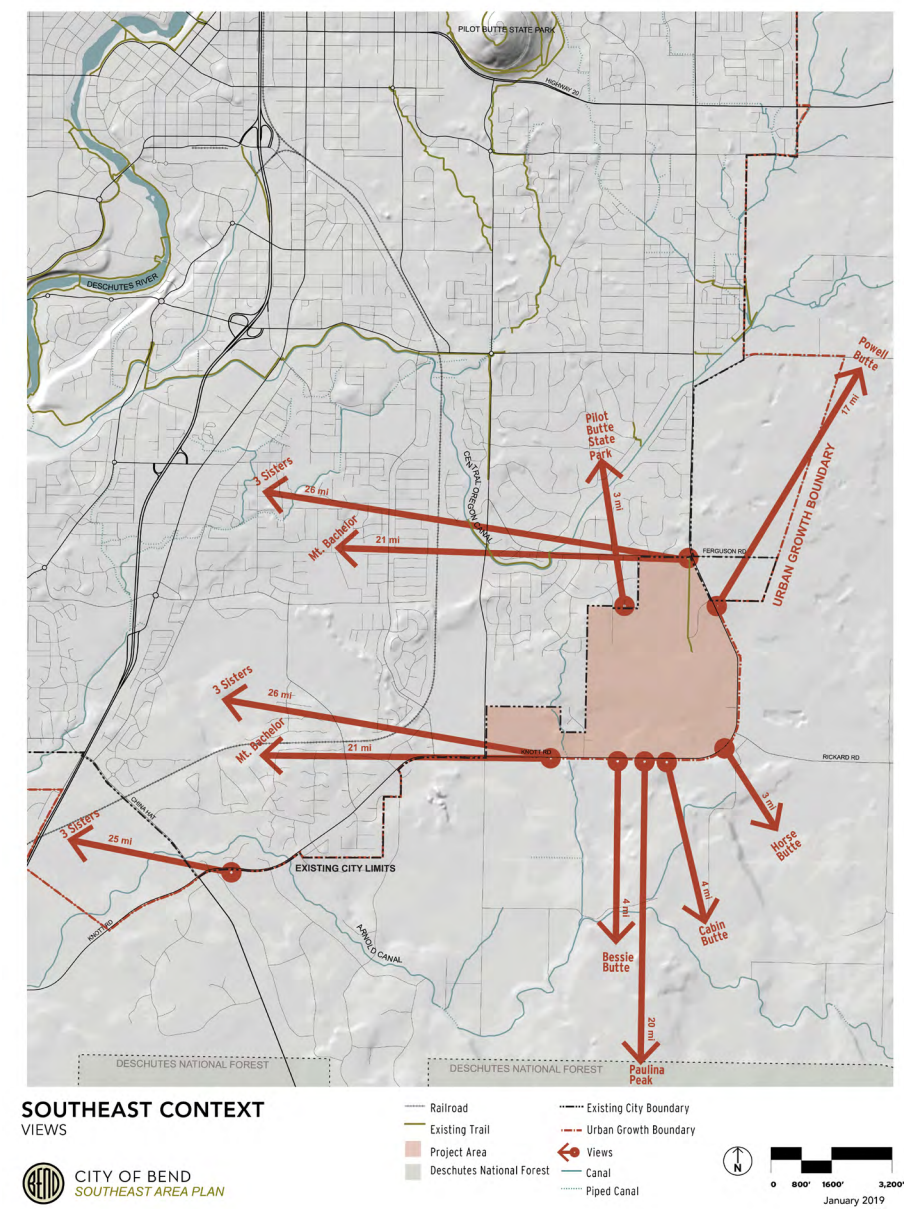 PILOT BUTTE STATE PARK
HIGHWAY 20
DESCHUTES RIVER
Powell
Butte
17 mi
Pilot
Butte
State
Park
3 mi
3 Sisters
26 mi
CENTRAL OREGON CANAL
Mt. Bachelor
21 mi
FERGUSON RD
URBAN GROWTH BOUNDARY
3 Sisters
26 mi
Mt. Bachelor
21 mi
KNOTT RD
RICKARD RD
CHINA HAT
3 Sisters
25 mi
3 mi
Horse
Butte
EXISTING CITY LIMITS
4 mi
Cabin
Butte
4 mi
Bessie
Butte
KNOTT RD
ARNOLD CANAL
20 mi
Paulina
Peak
DESCHUTES NATIONAL FOREST
DESCHUTES NATIONAL FOREST
SOUTHEAST CONTEXT
VIEWS
BEND
CITY OF BEND
SOUTHEAST AREA PLAN
Railroad
Existing Trail
Project Area
Deschutes National Forest
Existing City Boundary
Urban Growth Boundary
Views
Canal
Piped Canal
N
0 800' 1600' 3,200'
January 2019